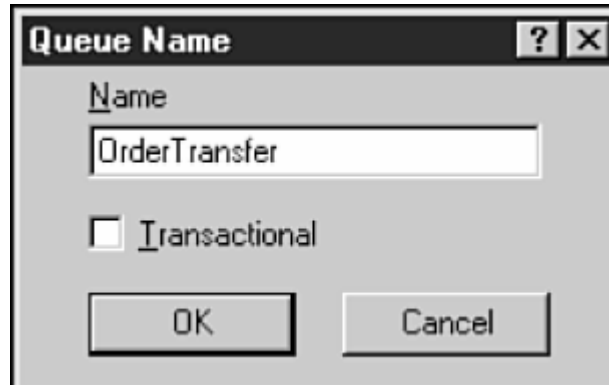 Queue Name
Name
OrderTransfer
Transactional
OK Cancel